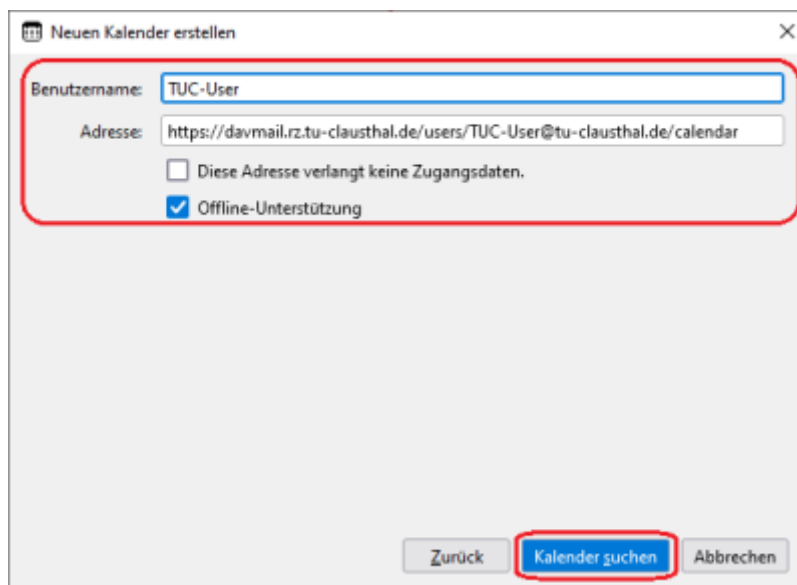 Neuen Kalender erstellen
Benutzername: TUC-User
Adresse: https://davmail.rz.tu-clausthal.de/users/TUC-User@tu-clausthal.de/calendar
Diese Adresse verlangt keine Zugangsdaten.
Offline-Unterstützung
Zurück Kalender suchen Abbrechen